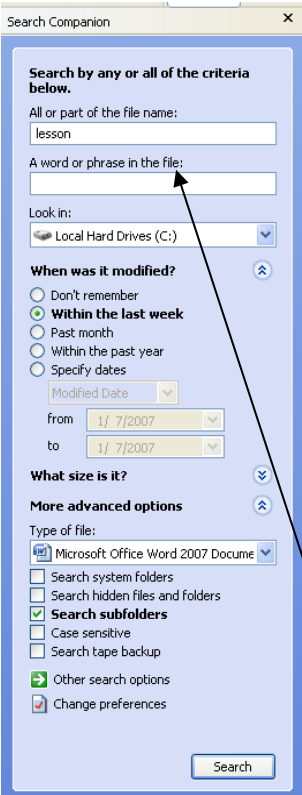 Search Companion
Search by any or all of the criteria
below.
All or part of the file name:
lesson
A word or phrase in the file:
Look in:
Local Hard Drives (C:)
When was it modified?
Don't remember
Within the last week
Past month
Within the past year
Specify dates
Modified Date
from 1/ 7/2007
to 1/ 7/2007
What size is it?
More advanced options
Type of file:
Microsoft Office Word 2007 Docume
Search system folders
Search hidden files and folders
Search subfolders
Case sensitive
Search tape backup
Other search options
Change preferences
Search